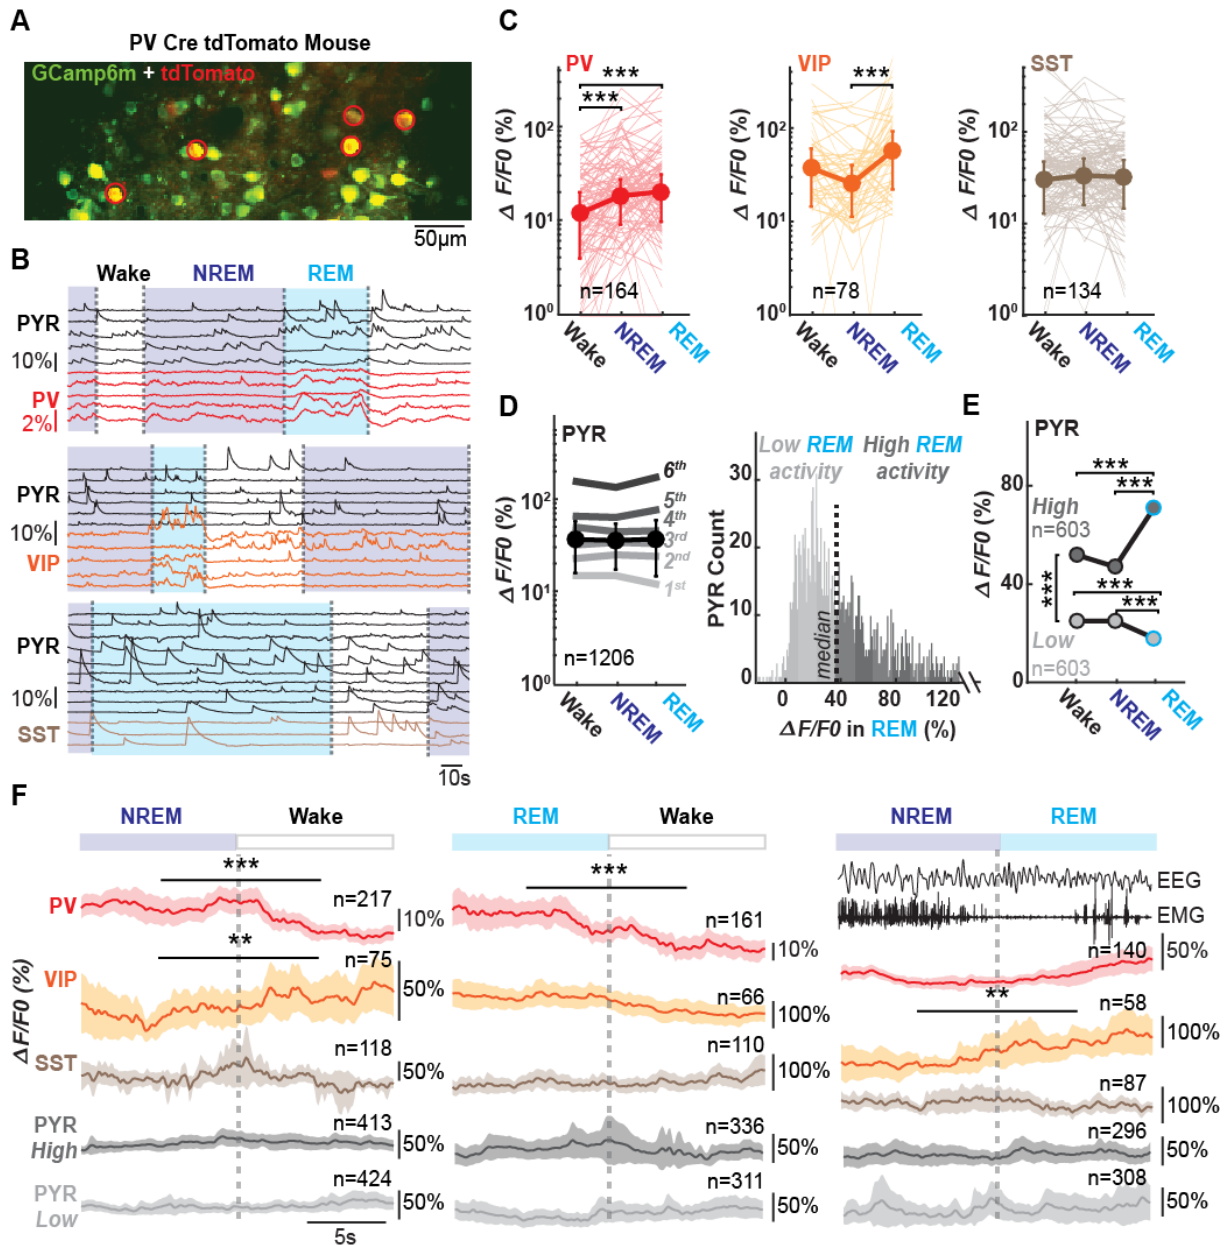 A
PV Cre tdTomato Mouse
GCamp6m + tdTomato
50µm
B
Wake NREM REM
PYR
10%
PV
2%
PYR
10%
VIP
PYR
10%
SST
10s
C
PV
***
***
Δ F/F0 (%)
10²
10¹
10⁰
n=164
Wake
NREM
REM
VIP
***
Δ F/F0 (%)
10²
10¹
10⁰
n=78
Wake
NREM
REM
SST
Δ F/F0 (%)
10²
10¹
10⁰
n=134
Wake
NREM
REM
D
PYR
Δ F/F0 (%)
10²
10¹
10⁰
6th
5th
4th
3rd
2nd
1st
n=1206
Wake
NREM
REM
Low REM activity
High REM activity
PYR Count
30
20
10
0
median
0 40 80 120
ΔF/F0 in REM (%)
E
PYR
Δ F/F0 (%)
80
40
0
***
***
High
n=603
***
***
***
Low
n=603
Wake
NREM
REM
F
NREM Wake
REM Wake
NREM REM
ΔF/F0 (%)
PV
***
n=217
10%
VIP
**
n=75
50%
SST
n=118
50%
PYR
High
n=413
50%
PYR
Low
n=424
50%
5s
***
n=161
10%
n=66
100%
n=110
100%
n=336
50%
n=311
50%
EEG
EMG
n=140
50%
**
n=58
100%
n=87
100%
n=296
50%
n=308
50%